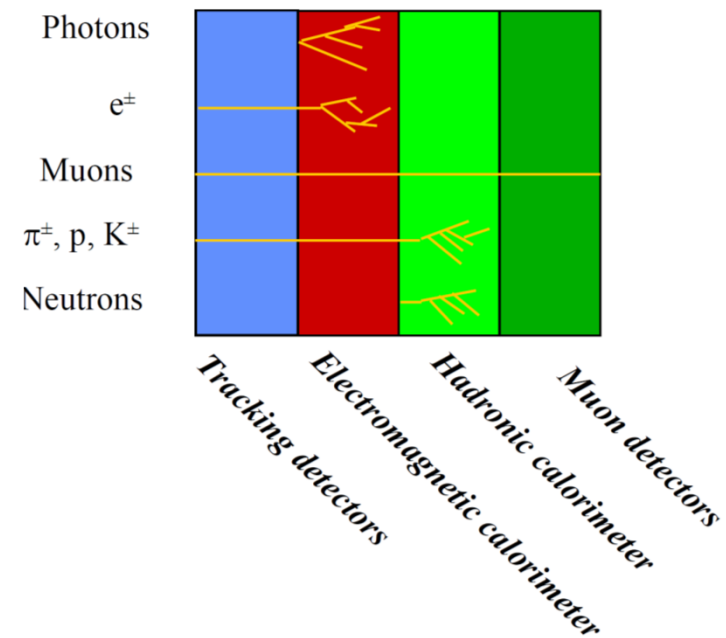 Photons
e±
Muons
π±, p, K±
Neutrons
Tracking detectors
Electromagnetic calorimeter
Hadronic calorimeter
Muon detectors